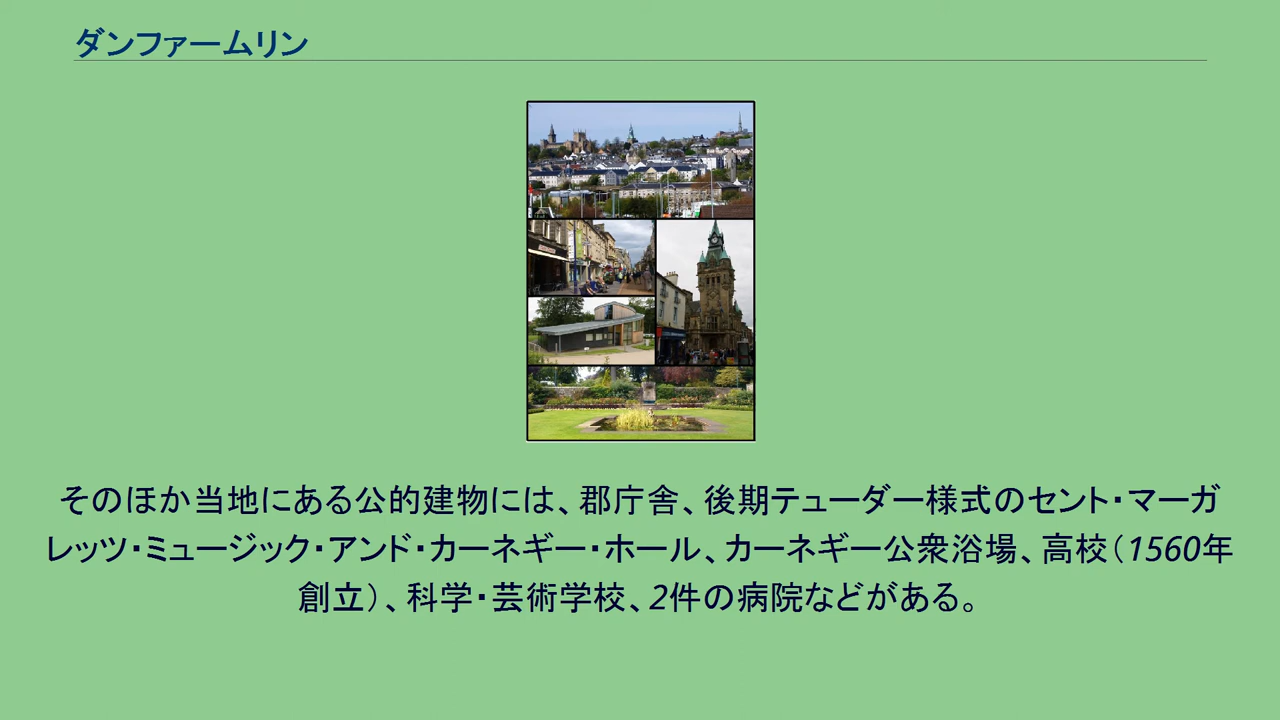 ダンファームリン
そのほか当地にある公的建物には、郡庁舎、後期テューダー様式のセント・マーガ
レッツ・ミュージック・アンド・カーネギー・ホール、カーネギー公衆浴場、高校（1560年
創立）、科学・芸術学校、2件の病院などがある。